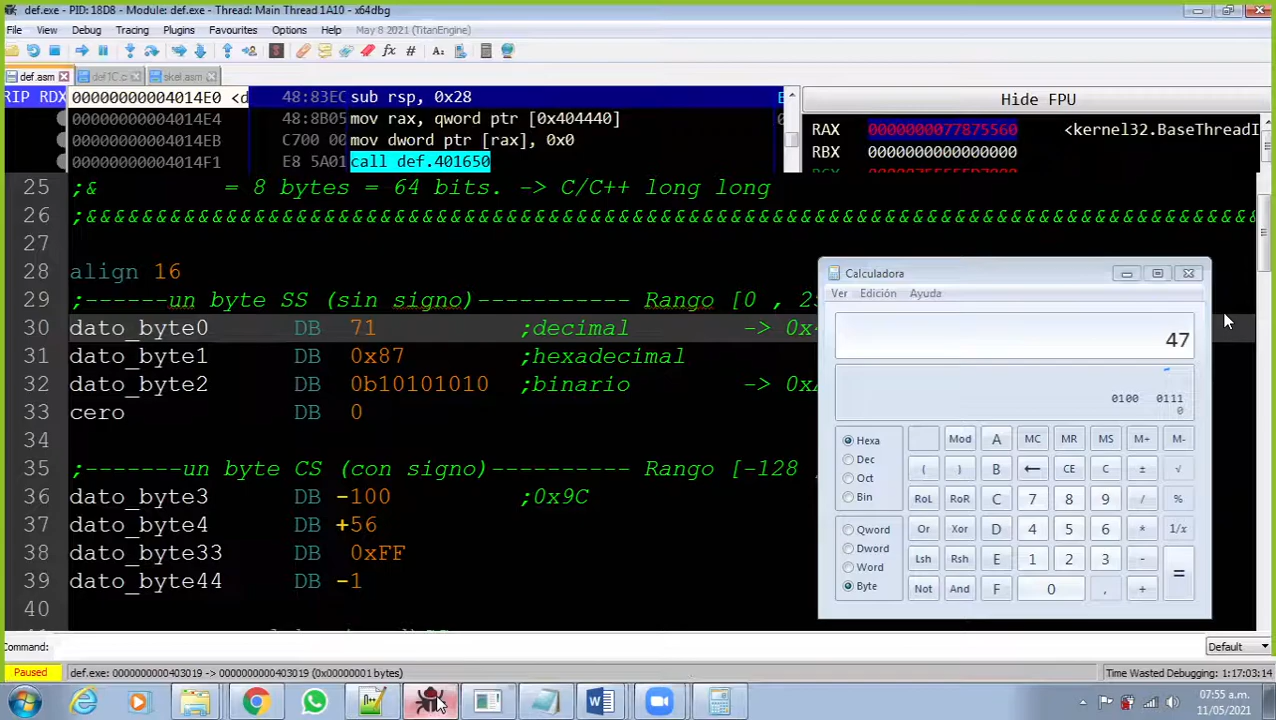 def.exe - PID: 18D8 - Module: def.exe - Thread: Main Thread 1A10 - x64dbg
File View Debug Tracing Plugins Favourites Options Help May 8 2021 (TitanEngine)
def.asm def1C.c skel.asm
RIP RDX 00000000004014E0 <d 48:83EC sub rsp, 0x28
00000000004014E4 48:8B05 mov rax, qword ptr [0x404440]
00000000004014EB C700 00 mov dword ptr [rax], 0x0
00000000004014F1 E8 5A01 call def.401650
Hide FPU
RAX 0000000077875560 <kernel32.BaseThreadI
RBX 0000000000000000
25 ;& = 8 bytes = 64 bits. -> C/C++ long long
26 ;&&&&&&&&&&&&&&&&&&&&&&&&&&&&&&&&&&&&&&&&&&&&&&&&&&&&&&&&&&&&&&&&&&&&&&&&&&&&&&&&&&&&
27
28 align 16
29 ;------un byte SS (sin signo)----------- Rango [0 , 25
30 dato_byte0 DB 71 ;decimal -> 0x4
31 dato_byte1 DB 0x87 ;hexadecimal
32 dato_byte2 DB 0b10101010 ;binario -> 0xA
33 cero DB 0
34
35 ;------un byte CS (con signo)---------- Rango [-128 ,
36 dato_byte3 DB -100 ;0x9C
37 dato_byte4 DB +56
38 dato_byte33 DB 0xFF
39 dato_byte44 DB -1
40
Calculadora
Ver Edición Ayuda
47
0100 0111
0
Hexa
Dec
Oct
Bin
Qword
Dword
Word
Byte
Mod A MC MR MS M+ M-
( ) B ← CE C ± √
RoL RoR C 7 8 9 / %
Or Xor D 4 5 6 * 1/x
Lsh Rsh E 1 2 3 - =
Not And F 0 , +
Command: Default
Paused def.exe: 0000000000403019 -> 0000000000403019 (0x00000001 bytes) Time Wasted Debugging: 1:17:03:14
07:55 a.m.
11/05/2021